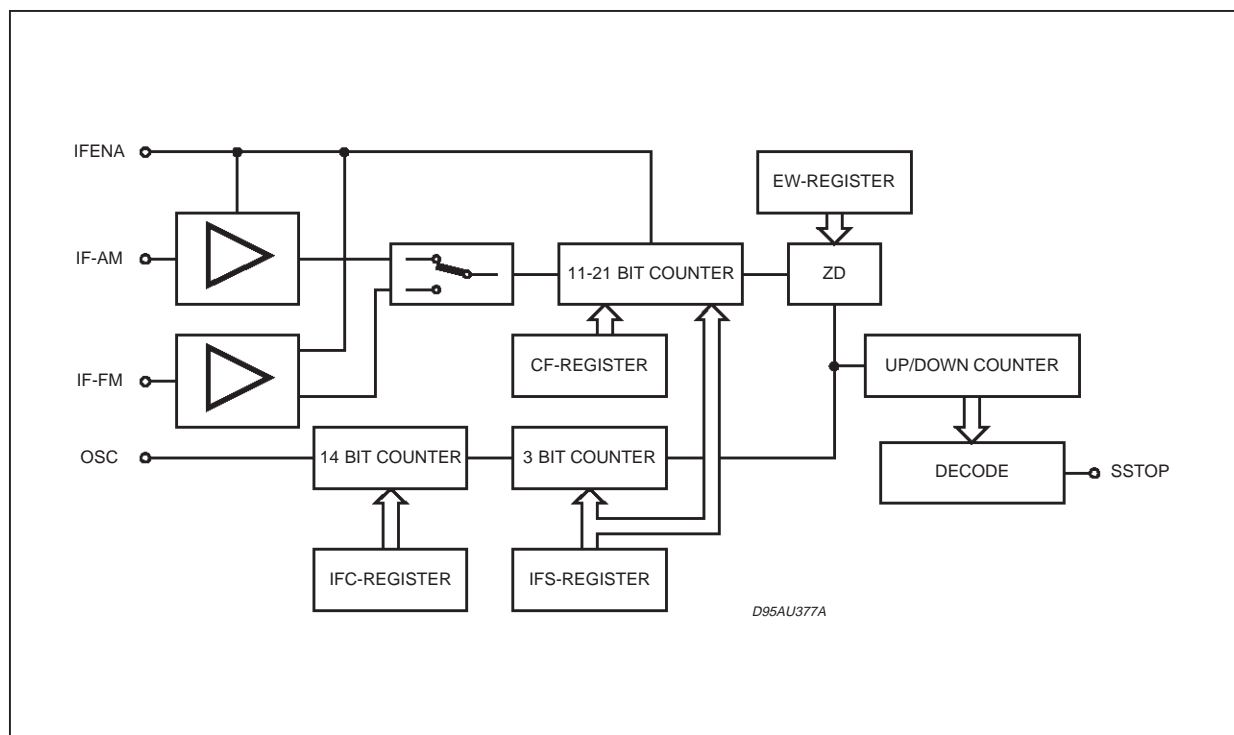 IFENA
EW-REGISTER
IF-AM
11-21 BIT COUNTER
ZD
CF-REGISTER
UP/DOWN COUNTER
IF-FM
OSC
14 BIT COUNTER
3 BIT COUNTER
DECODE
SSTOP
IFC-REGISTER
IFS-REGISTER
D95AU377A